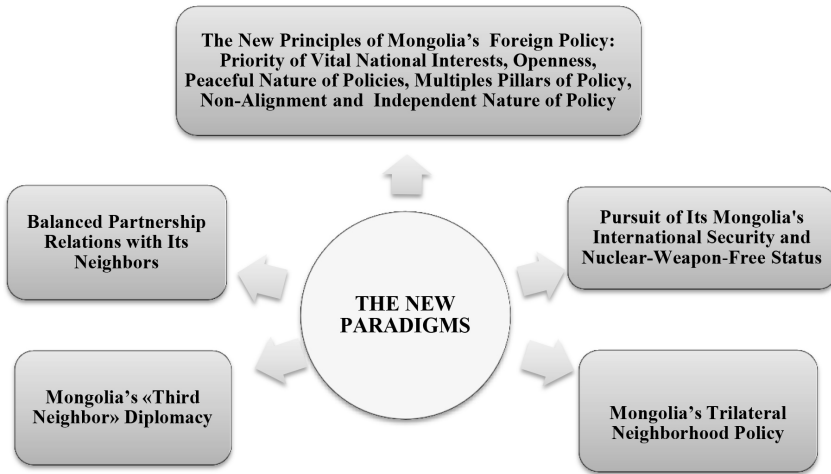 The New Principles of Mongolia's  Foreign Policy:
Priority of Vital National Interests, Openness,
Peaceful Nature of Policies, Multiples Pillars of Policy,
Non-Alignment and  Independent Nature of Policy
Balanced Partnership
Relations with Its
Neighbors
Pursuit of Its Mongolia's
International Security and
Nuclear-Weapon-Free Status
THE NEW
PARADIGMS
Mongolia's «Third
Neighbor» Diplomacy
Mongolia's Trilateral
Neighborhood Policy